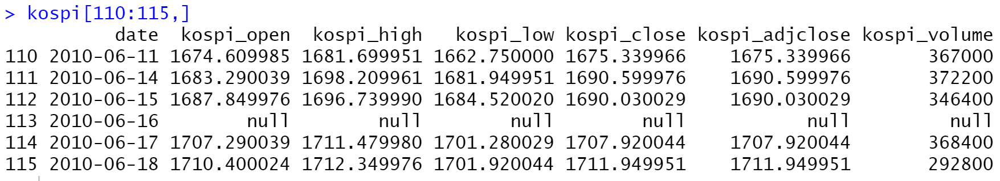 > kospi[110:115,]
date kospi_open kospi_high kospi_low kospi_close kospi_adjclose kospi_volume
110 2010-06-11 1674.609985 1681.699951 1662.750000 1675.339966 1675.339966 367000
111 2010-06-14 1683.290039 1698.209961 1681.949951 1690.599976 1690.599976 372200
112 2010-06-15 1687.849976 1696.739990 1684.520020 1690.030029 1690.030029 346400
113 2010-06-16 null null null null null null
114 2010-06-17 1707.290039 1711.479980 1701.280029 1707.920044 1707.920044 368400
115 2010-06-18 1710.400024 1712.349976 1701.920044 1711.949951 1711.949951 292800